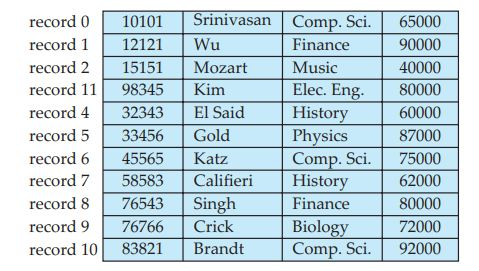 record 0 10101 Srinivasan Comp. Sci. 65000
record 1 12121 Wu Finance 90000
record 2 15151 Mozart Music 40000
record 11 98345 Kim Elec. Eng. 80000
record 4 32343 El Said History 60000
record 5 33456 Gold Physics 87000
record 6 45565 Katz Comp. Sci. 75000
record 7 58583 Califieri History 62000
record 8 76543 Singh Finance 80000
record 9 76766 Crick Biology 72000
record 10 83821 Brandt Comp. Sci. 92000